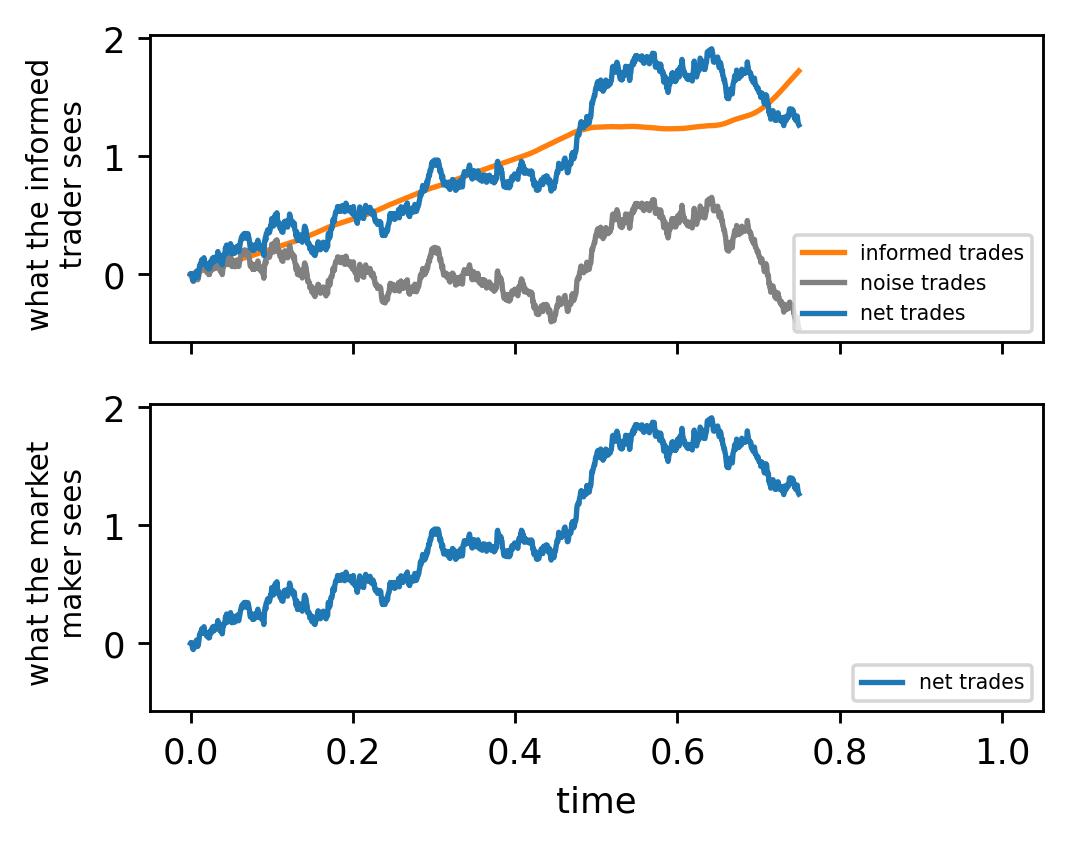 what the informed
trader sees
2
1
0
informed trades
noise trades
net trades
what the market
maker sees
2
1
0
net trades
0.0 0.2 0.4 0.6 0.8 1.0
time